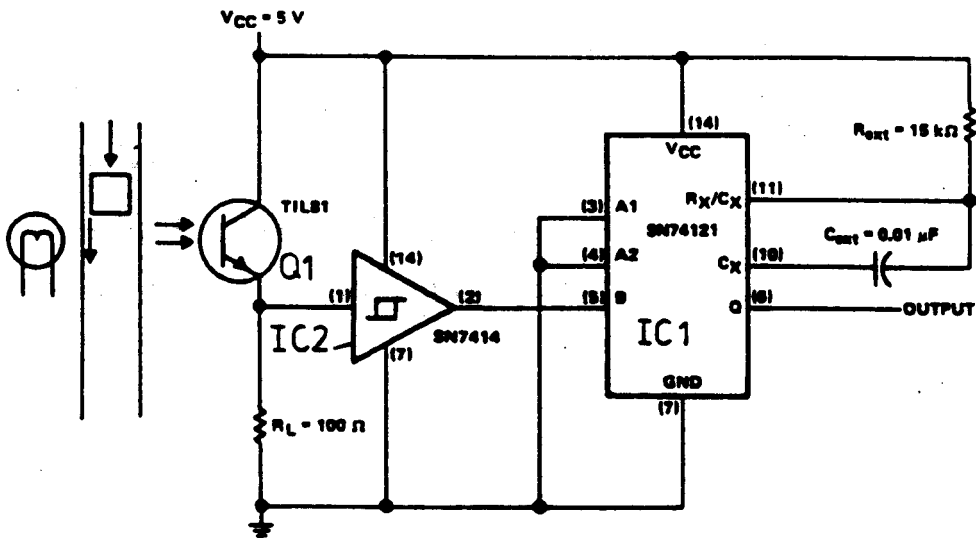 VCC = 5 V
(14)
VCC
Rext = 15 kΩ
TIL81
Q1
(14)
(3) A1
RX/CX (11)
SN74121
Cext = 0.01 μF
(4) A2
CX (10)
(1)
(2)
(5) B
Q (6)
OUTPUT
IC2
SN7414
IC1
(7)
GND
(7)
RL = 100 Ω